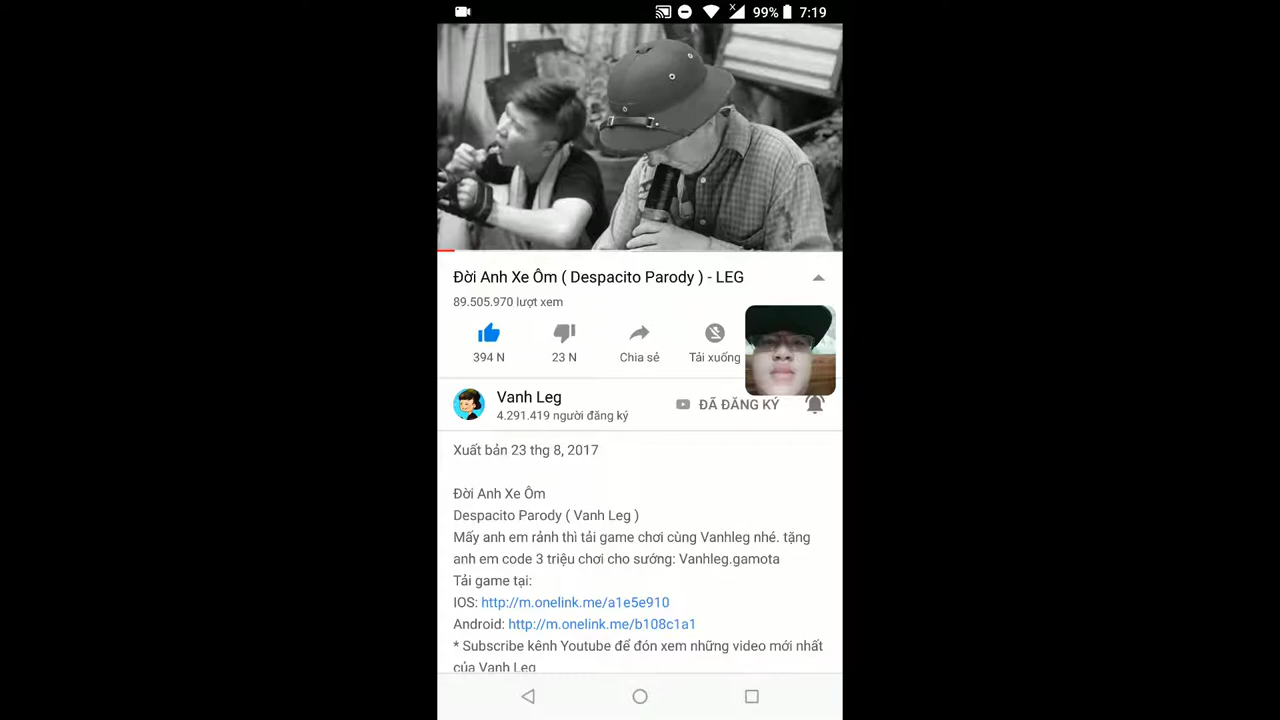 99% 7:19
Đời Anh Xe Ôm ( Despacito Parody ) - LEG
89.505.970 lượt xem
394 N 23 N Chia sẻ Tải xuống
Vanh Leg
4.291.419 người đăng ký
ĐÃ ĐĂNG KÝ
Xuất bản 23 thg 8, 2017
Đời Anh Xe Ôm
Despacito Parody ( Vanh Leg )
Mấy anh em rảnh thì tải game chơi cùng Vanhleg nhé. tặng
anh em code 3 triệu chơi cho sướng: Vanhleg.gamota
Tải game tại:
IOS: http://m.onelink.me/a1e5e910
Android: http://m.onelink.me/b108c1a1
* Subscribe kênh Youtube để đón xem những video mới nhất
của Vanh Leg